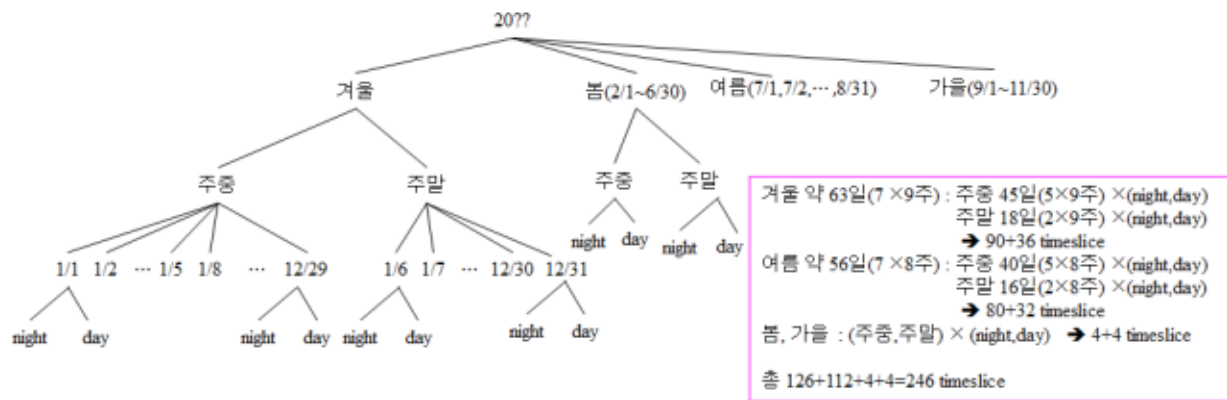 20??
겨울 봄(2/1~6/30) 여름(7/1,7/2,⋯,8/31) 가을(9/1~11/30)
주중 주말 주중 주말
night day night day
1/1 1/2 ⋯ 1/5 1/8 ⋯ 12/29 1/6 1/7 ⋯ 12/30 12/31
night day night day night day night day
겨울 약 63일(7 ×9주) : 주중 45일(5×9주) ×(night,day)
주말 18일(2×9주) ×(night,day)
➔ 90+36 timeslice
여름 약 56일(7 ×8주) : 주중 40일(5×8주) ×(night,day)
주말 16일(2×8주) ×(night,day)
➔ 80+32 timeslice
봄, 가을 : (주중,주말) × (night,day) ➔ 4+4 timeslice
총 126+112+4+4=246 timeslice